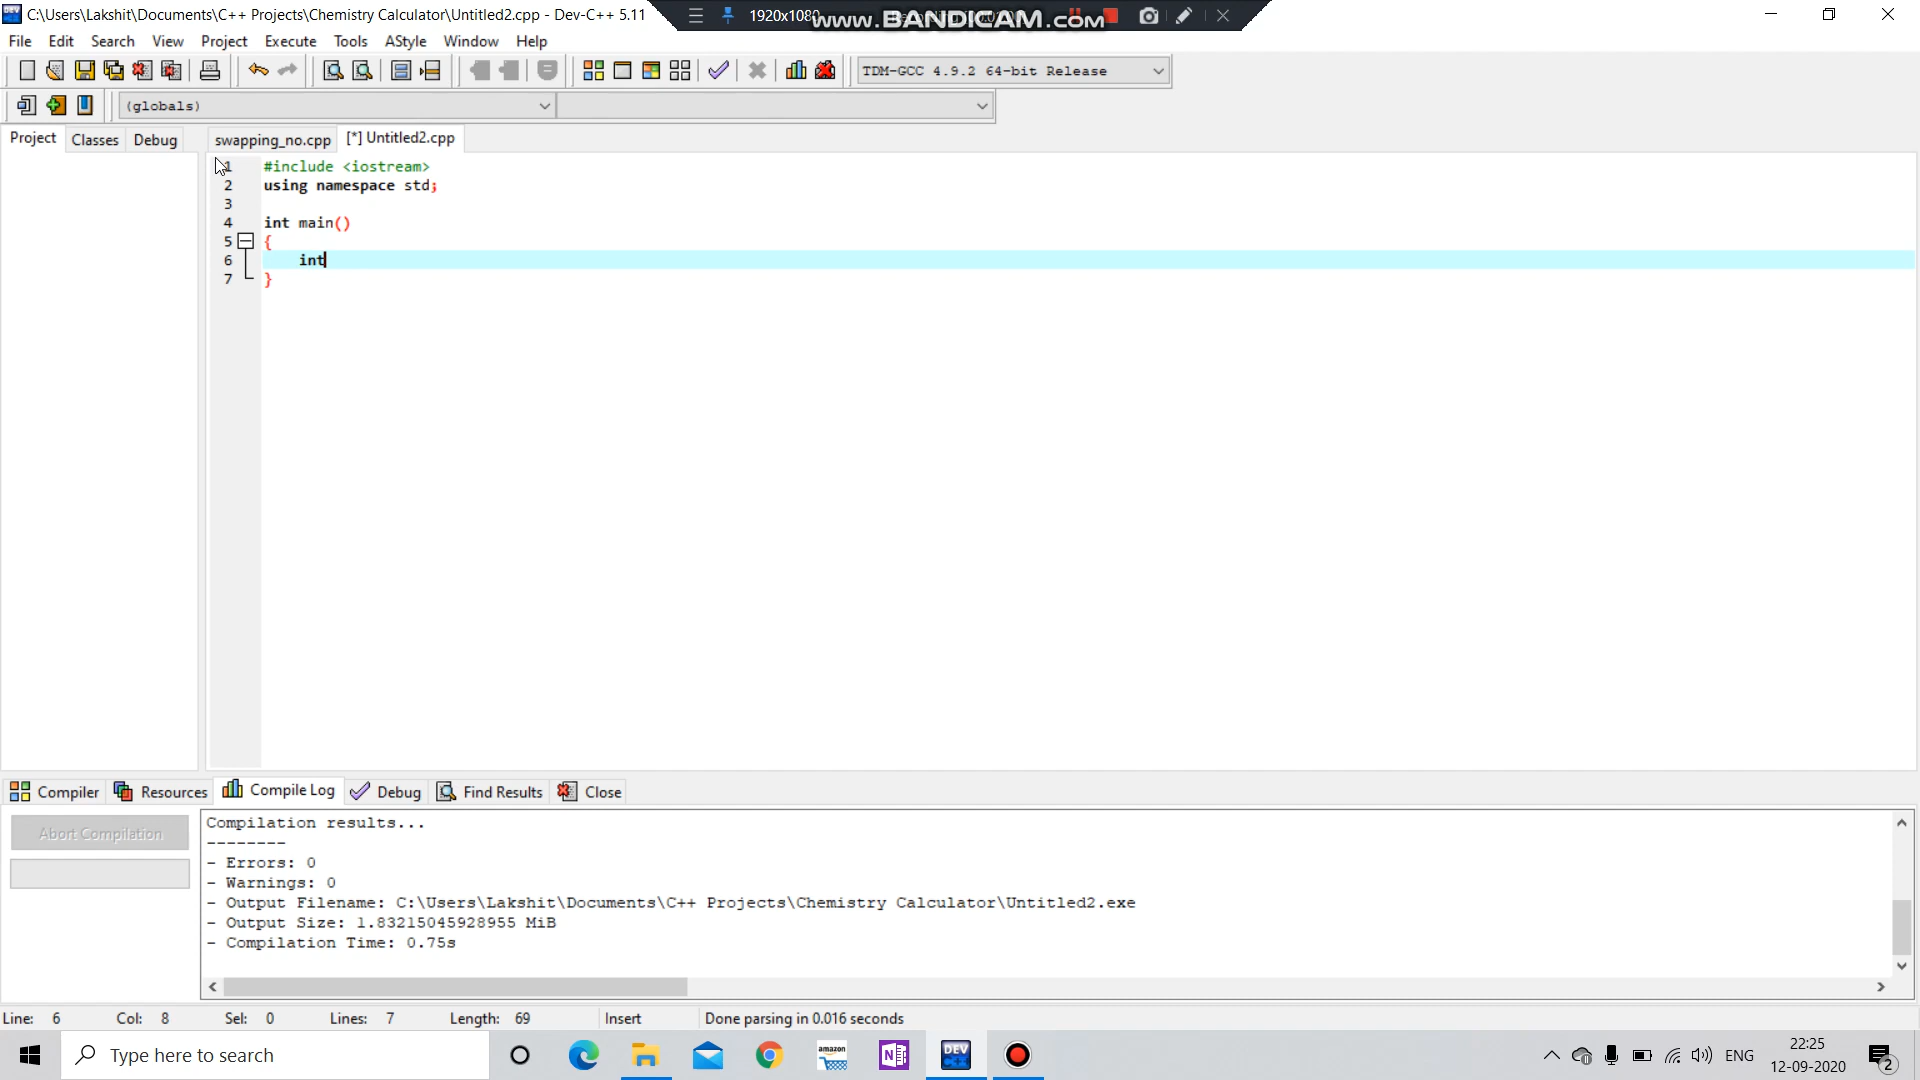 C:\Users\Lakshit\Documents\C++ Projects\Chemistry Calculator\Untitled2.cpp - Dev-C++ 5.11
1920x1080
www.BANDICAM.com
File Edit Search View Project Execute Tools AStyle Window Help
TDM-GCC 4.9.2 64-bit Release
(globals)
Project Classes Debug
swapping_no.cpp [*] Untitled2.cpp
1 #include <iostream>
2 using namespace std;
3
4 int main()
5 {
6 int
7 }
Compiler Resources Compile Log Debug Find Results Close
Abort Compilation
Compilation results...
--------
- Errors: 0
- Warnings: 0
- Output Filename: C:\Users\Lakshit\Documents\C++ Projects\Chemistry Calculator\Untitled2.exe
- Output Size: 1.83215045928955 MiB
- Compilation Time: 0.75s
Line: 6 Col: 8 Sel: 0 Lines: 7 Length: 69 Insert Done parsing in 0.016 seconds
Type here to search
amazon
N
DEV C++
ENG
22:25
12-09-2020
2